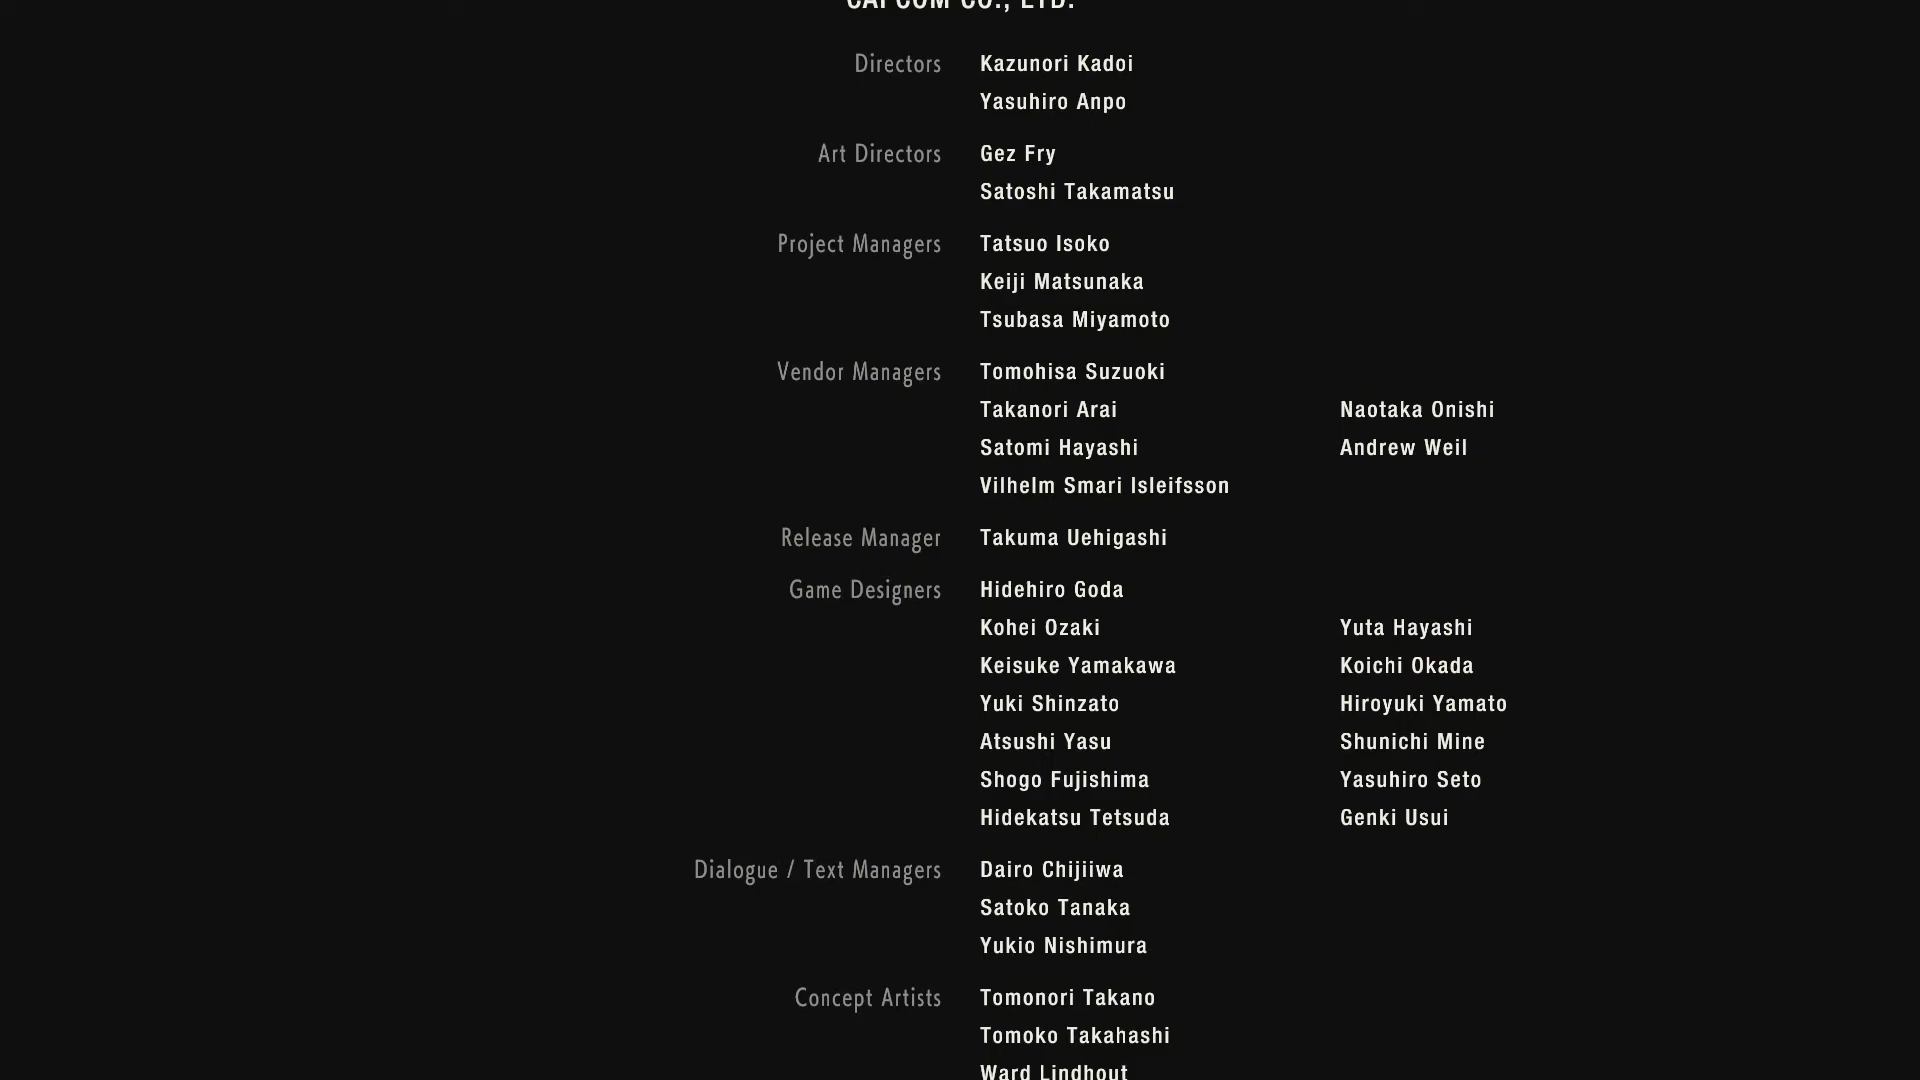 CAPCOM CO., LTD.
Directors Kazunori Kadoi
Yasuhiro Anpo
Art Directors Gez Fry
Satoshi Takamatsu
Project Managers Tatsuo Isoko
Keiji Matsunaka
Tsubasa Miyamoto
Vendor Managers Tomohisa Suzuoki
Takanori Arai Naotaka Onishi
Satomi Hayashi Andrew Weil
Vilhelm Smari Isleifsson
Release Manager Takuma Uehigashi
Game Designers Hidehiro Goda
Kohei Ozaki Yuta Hayashi
Keisuke Yamakawa Koichi Okada
Yuki Shinzato Hiroyuki Yamato
Atsushi Yasu Shunichi Mine
Shogo Fujishima Yasuhiro Seto
Hidekatsu Tetsuda Genki Usui
Dialogue / Text Managers Dairo Chijiiwa
Satoko Tanaka
Yukio Nishimura
Concept Artists Tomonori Takano
Tomoko Takahashi
Ward Lindhout